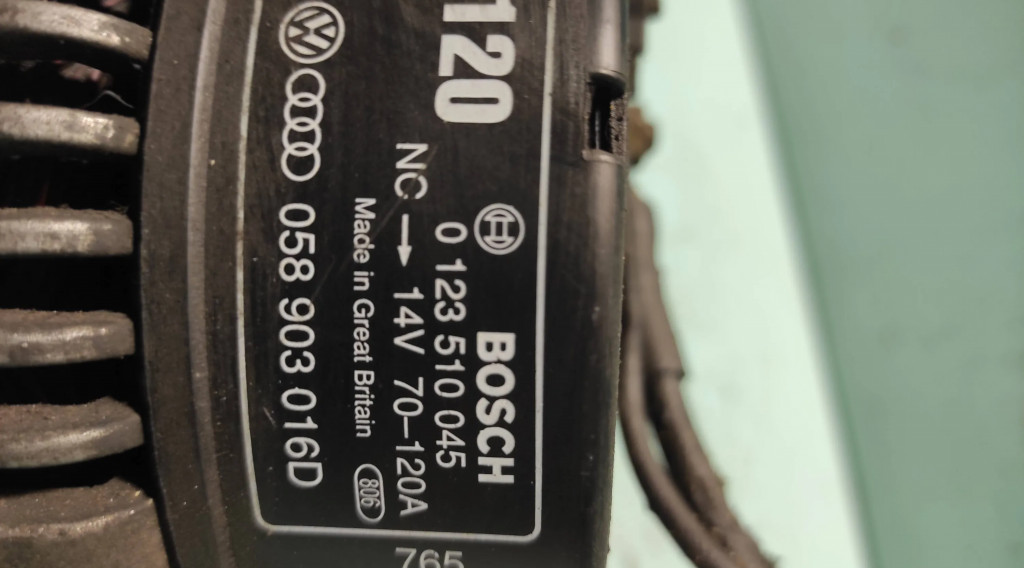 120
BOSCH
0 123 510 045
NC → 14V 70–120A
Made in Great Britain 806
058 903 016D
765